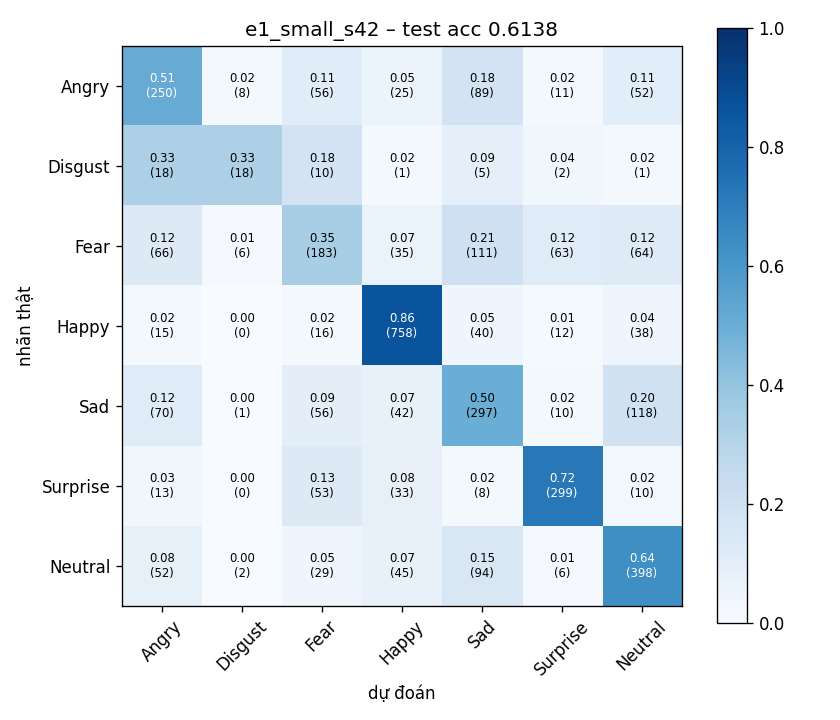 e1_small_s42 – test acc 0.6138
1.0
0.8
0.6
0.4
0.2
0.0
nhãn thật
Angry
0.51 0.02 0.11 0.05 0.18 0.02 0.11
(250) (8) (56) (25) (89) (11) (52)
Disgust
0.33 0.33 0.18 0.02 0.09 0.04 0.02
(18) (18) (10) (1) (5) (2) (1)
Fear
0.12 0.01 0.35 0.07 0.21 0.12 0.12
(66) (6) (183) (35) (111) (63) (64)
Happy
0.02 0.00 0.02 0.86 0.05 0.01 0.04
(15) (0) (16) (758) (40) (12) (38)
Sad
0.12 0.00 0.09 0.07 0.50 0.02 0.20
(70) (1) (56) (42) (297) (10) (118)
Surprise
0.03 0.00 0.13 0.08 0.02 0.72 0.02
(13) (0) (53) (33) (8) (299) (10)
Neutral
0.08 0.00 0.05 0.07 0.15 0.01 0.64
(52) (2) (29) (45) (94) (6) (398)
Angry Disgust Fear Happy Sad Surprise Neutral
dự đoán